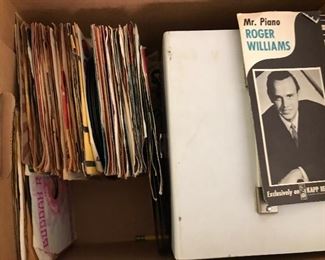 Mr. Piano
ROGER
WILLIAMS
Exclusively on
KAPP